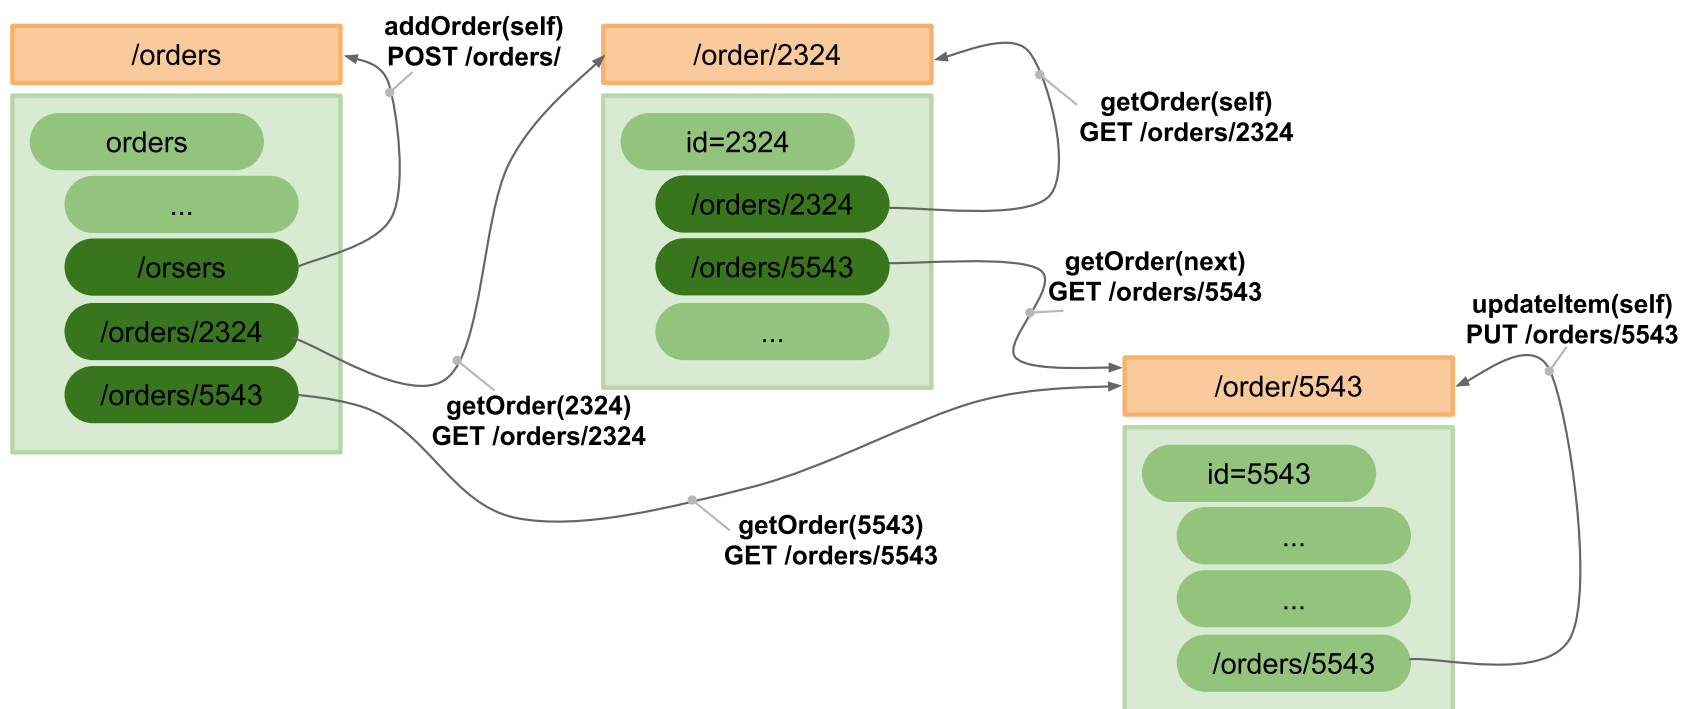 /orders
addOrder(self)
POST /orders/
orders
...
/orsers
/orders/2324
/orders/5543
getOrder(2324)
GET /orders/2324
/order/2324
id=2324
/orders/2324
/orders/5543
...
getOrder(self)
GET /orders/2324
getOrder(next)
GET /orders/5543
getOrder(5543)
GET /orders/5543
updateItem(self)
PUT /orders/5543
/order/5543
id=5543
...
...
/orders/5543